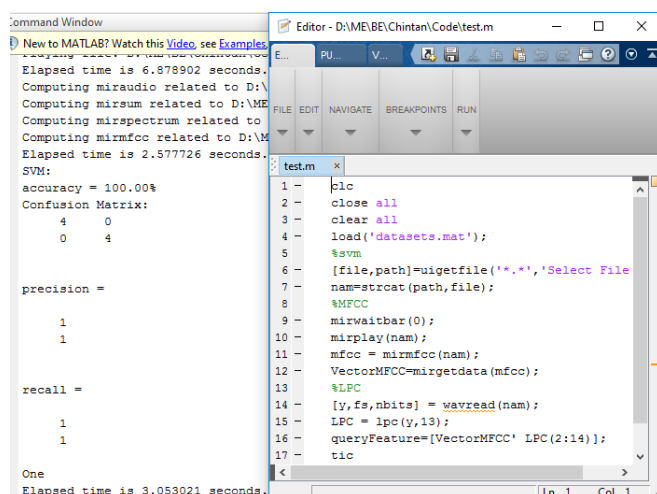 Command Window
New to MATLAB? Watch this Video, see Examples,
Elapsed time is 6.878902 seconds.
Computing miraudio related to D:\
Computing mirsum related to D:\ME
Computing mirspectrum related to
Computing mirmfcc related to D:\M
Elapsed time is 2.577726 seconds.
SVM:
accuracy = 100.00%
Confusion Matrix:
4 0
0 4
precision =
1
1
recall =
1
1
One
Elapsed time is 3.053021 seconds.
Editor - D:\ME\BE\Chintan\Code\test.m
E... PU... V...
FILE EDIT NAVIGATE BREAKPOINTS RUN
test.m ×
1 - clc
2 - close all
3 - clear all
4 - load('datasets.mat');
5 %svm
6 - [file,path]=uigetfile('*.*','Select File
7 - nam=strcat(path,file);
8 %MFCC
9 - mirwaitbar(0);
10 - mirplay(nam);
11 - mfcc = mirmfcc(nam);
12 - VectorMFCC=mirgetdata(mfcc);
13 %LPC
14 - [y,fs,nbits] = wavread(nam);
15 - LPC = lpc(y,13);
16 - queryFeature=[VectorMFCC' LPC(2:14)];
17 - tic
Ln 1 Col 1